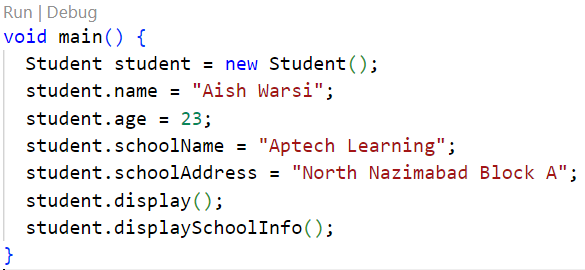 Run | Debug
void main() {
  Student student = new Student();
  student.name = "Aish Warsi";
  student.age = 23;
  student.schoolName = "Aptech Learning";
  student.schoolAddress = "North Nazimabad Block A";
  student.display();
  student.displaySchoolInfo();
}